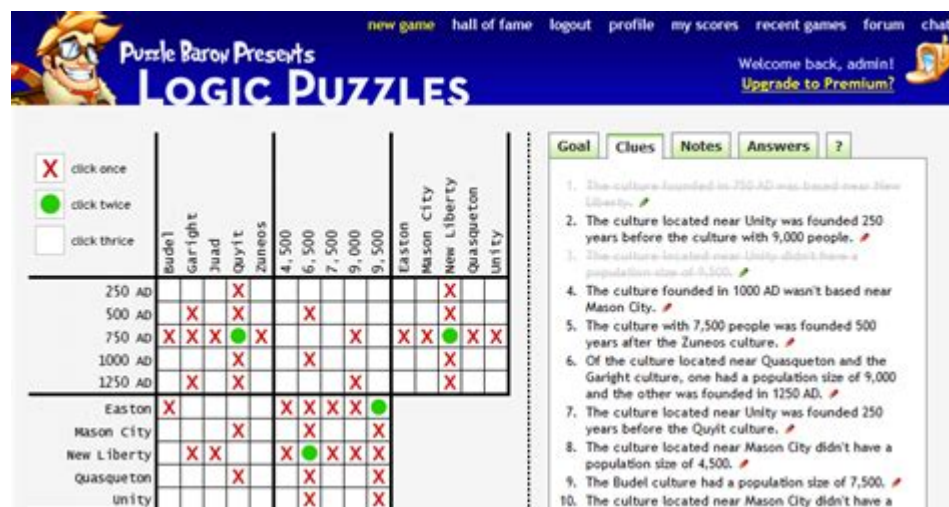 new game hall of fame logout profile my scores recent games forum chat
Puzzle Baron Presents
LOGIC PUZZLES
Welcome back, admin!
Upgrade to Premium?
X click once
click twice
click thrice
Budei
Garight
Juad
Quyit
Zuneos
4,500
6,500
7,500
9,000
9,500
Easton
Mason City
New Liberty
Quasqueton
Unity
250 AD X X
500 AD X X X X
750 AD X X X X X X X X X
1000 AD X X X
1250 AD X X X X
Easton X X X X X
Mason City X X X
New Liberty X X X X X X
Quasqueton X X X
Unity X X
Goal Clues Notes Answers ?
1. The culture founded in 750 AD was based near New
Liberty.
2. The culture located near Unity was founded 250
years before the culture with 9,000 people.
3. The culture located near Unity didn't have a
population size of 9,500.
4. The culture founded in 1000 AD wasn't based near
Mason City.
5. The culture with 7,500 people was founded 500
years after the Zuneos culture.
6. Of the culture located near Quasqueton and the
Garight culture, one had a population size of 9,000
and the other was founded in 1250 AD.
7. The culture located near Unity was founded 250
years before the Quyit culture.
8. The culture located near Mason City didn't have a
population size of 4,500.
9. The Budei culture had a population size of 7,500.
10. The culture located near Mason City didn't have a